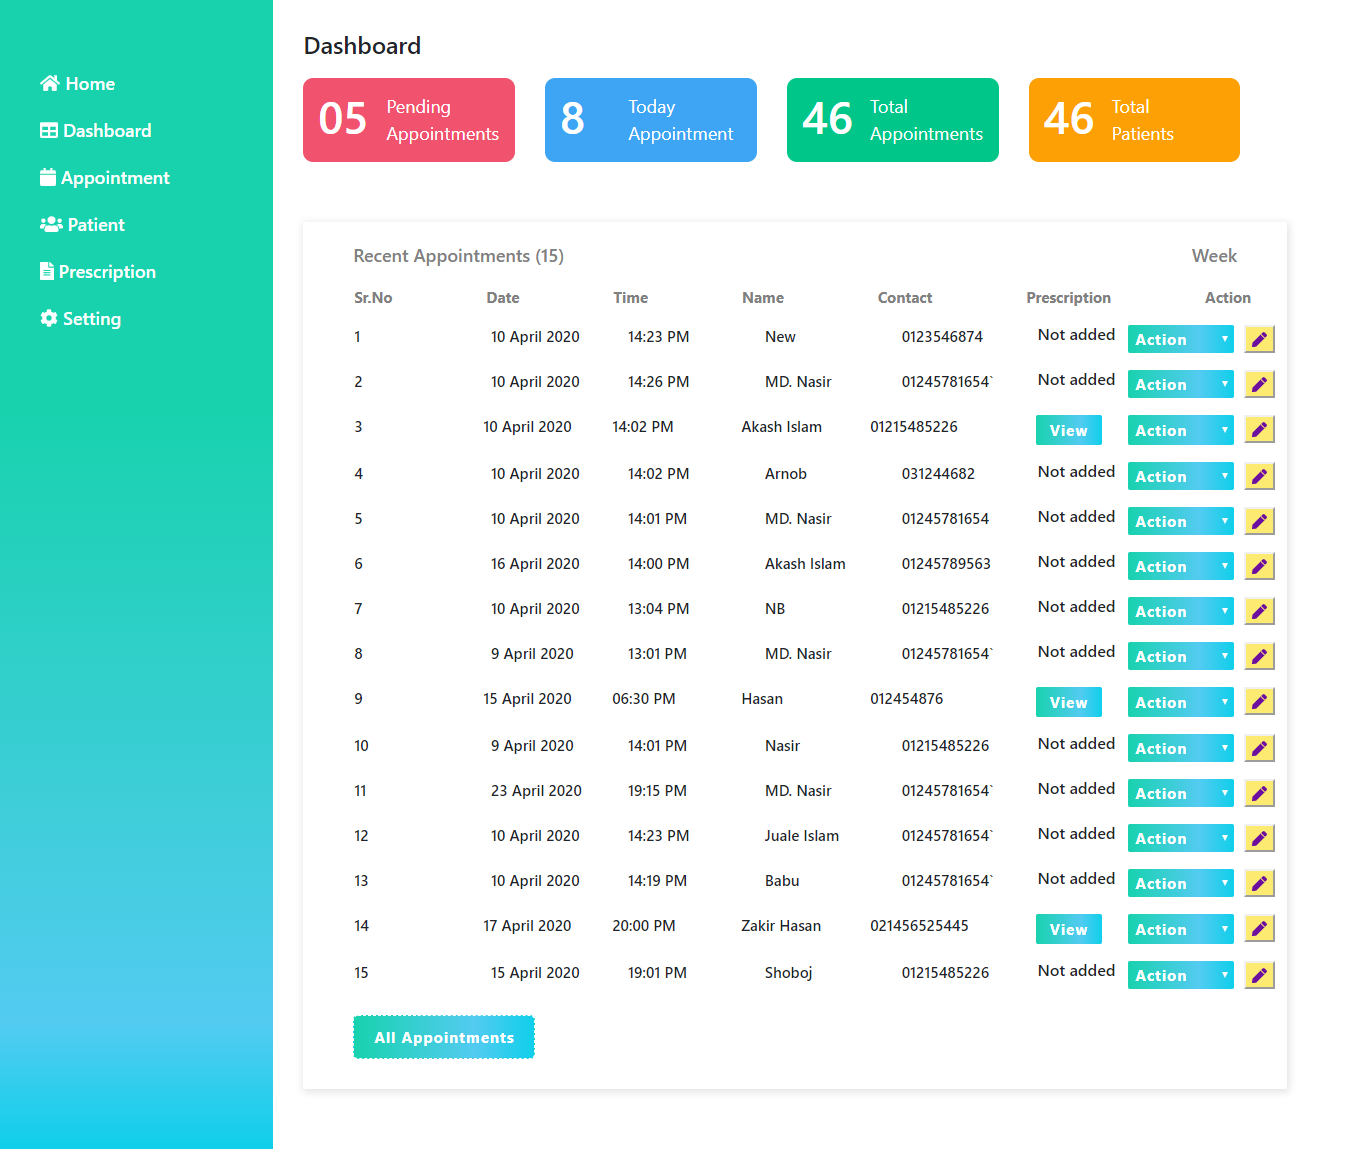 Home
Dashboard
Appointment
Patient
Prescription
Setting
Dashboard
05 Pending Appointments
8 Today Appointment
46 Total Appointments
46 Total Patients
Recent Appointments (15) Week
Sr.No Date Time Name Contact Prescription Action
1 10 April 2020 14:23 PM New 0123546874 Not added Action
2 10 April 2020 14:26 PM MD. Nasir 01245781654` Not added Action
3 10 April 2020 14:02 PM Akash Islam 01215485226 View Action
4 10 April 2020 14:02 PM Arnob 031244682 Not added Action
5 10 April 2020 14:01 PM MD. Nasir 01245781654 Not added Action
6 16 April 2020 14:00 PM Akash Islam 01245789563 Not added Action
7 10 April 2020 13:04 PM NB 01215485226 Not added Action
8 9 April 2020 13:01 PM MD. Nasir 01245781654` Not added Action
9 15 April 2020 06:30 PM Hasan 012454876 View Action
10 9 April 2020 14:01 PM Nasir 01215485226 Not added Action
11 23 April 2020 19:15 PM MD. Nasir 01245781654` Not added Action
12 10 April 2020 14:23 PM Juale Islam 01245781654` Not added Action
13 10 April 2020 14:19 PM Babu 01245781654` Not added Action
14 17 April 2020 20:00 PM Zakir Hasan 021456525445 View Action
15 15 April 2020 19:01 PM Shoboj 01215485226 Not added Action
All Appointments